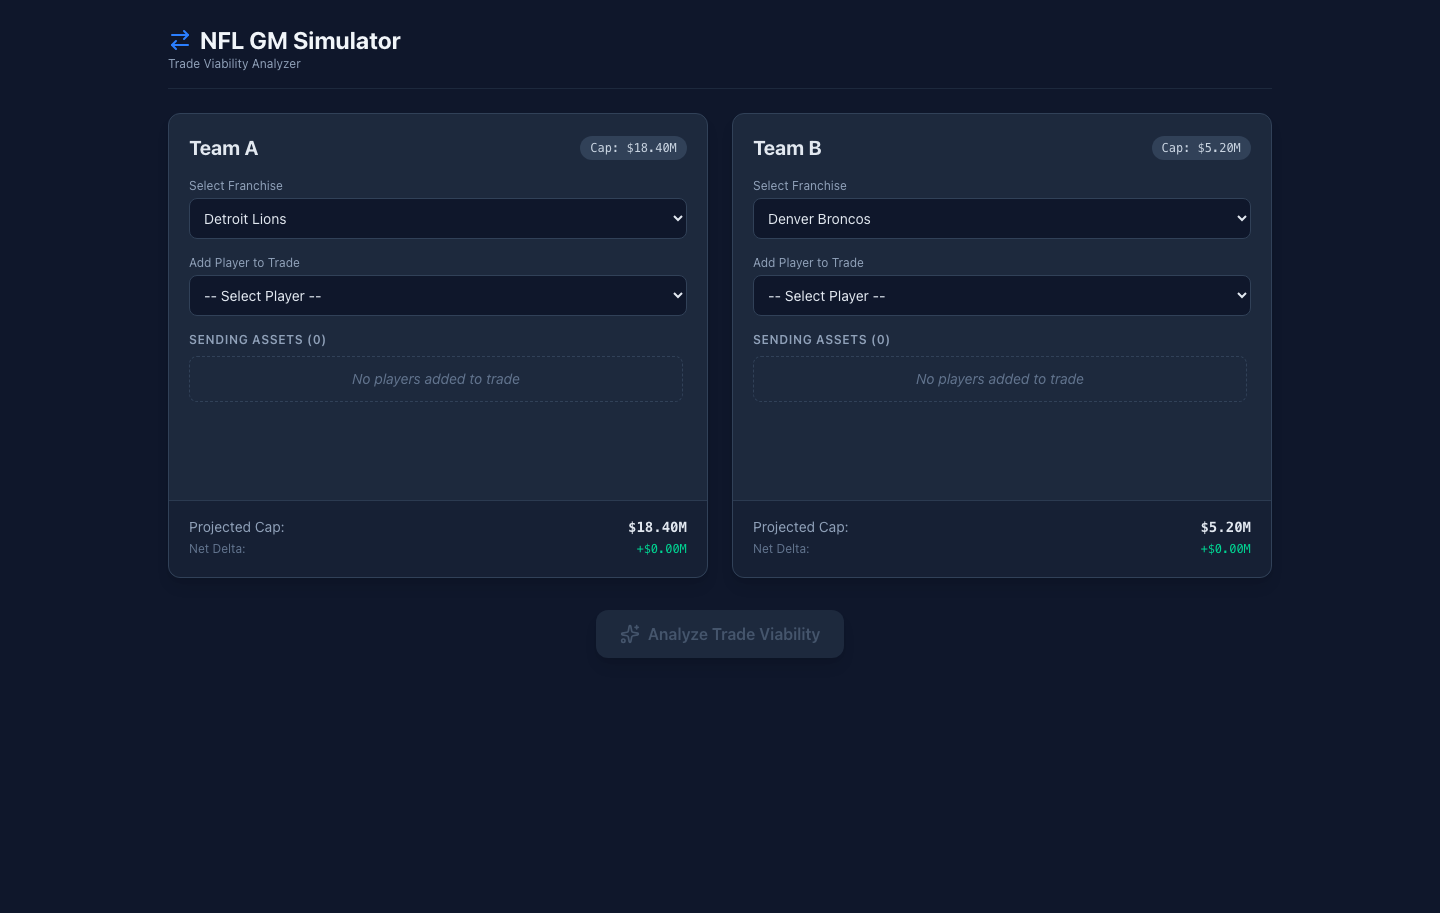 NFL GM Simulator
Trade Viability Analyzer
Team A
Cap: $18.40M
Select Franchise
Detroit Lions
Add Player to Trade
-- Select Player --
SENDING ASSETS (0)
No players added to trade
Projected Cap:
$18.40M
Net Delta:
+$0.00M
Team B
Cap: $5.20M
Select Franchise
Denver Broncos
Add Player to Trade
-- Select Player --
SENDING ASSETS (0)
No players added to trade
Projected Cap:
$5.20M
Net Delta:
+$0.00M
Analyze Trade Viability